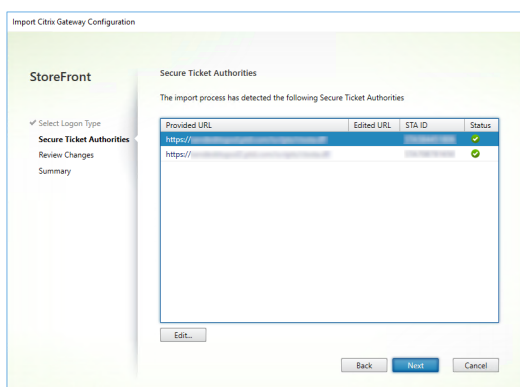 Import Citrix Gateway Configuration
StoreFront
Secure Ticket Authorities
The import process has detected the following Secure Ticket Authorities
Select Logon Type
Secure Ticket Authorities
Review Changes
Summary
Provided URL Edited URL STA ID Status
https://
https://
Edit...
Back Next Cancel